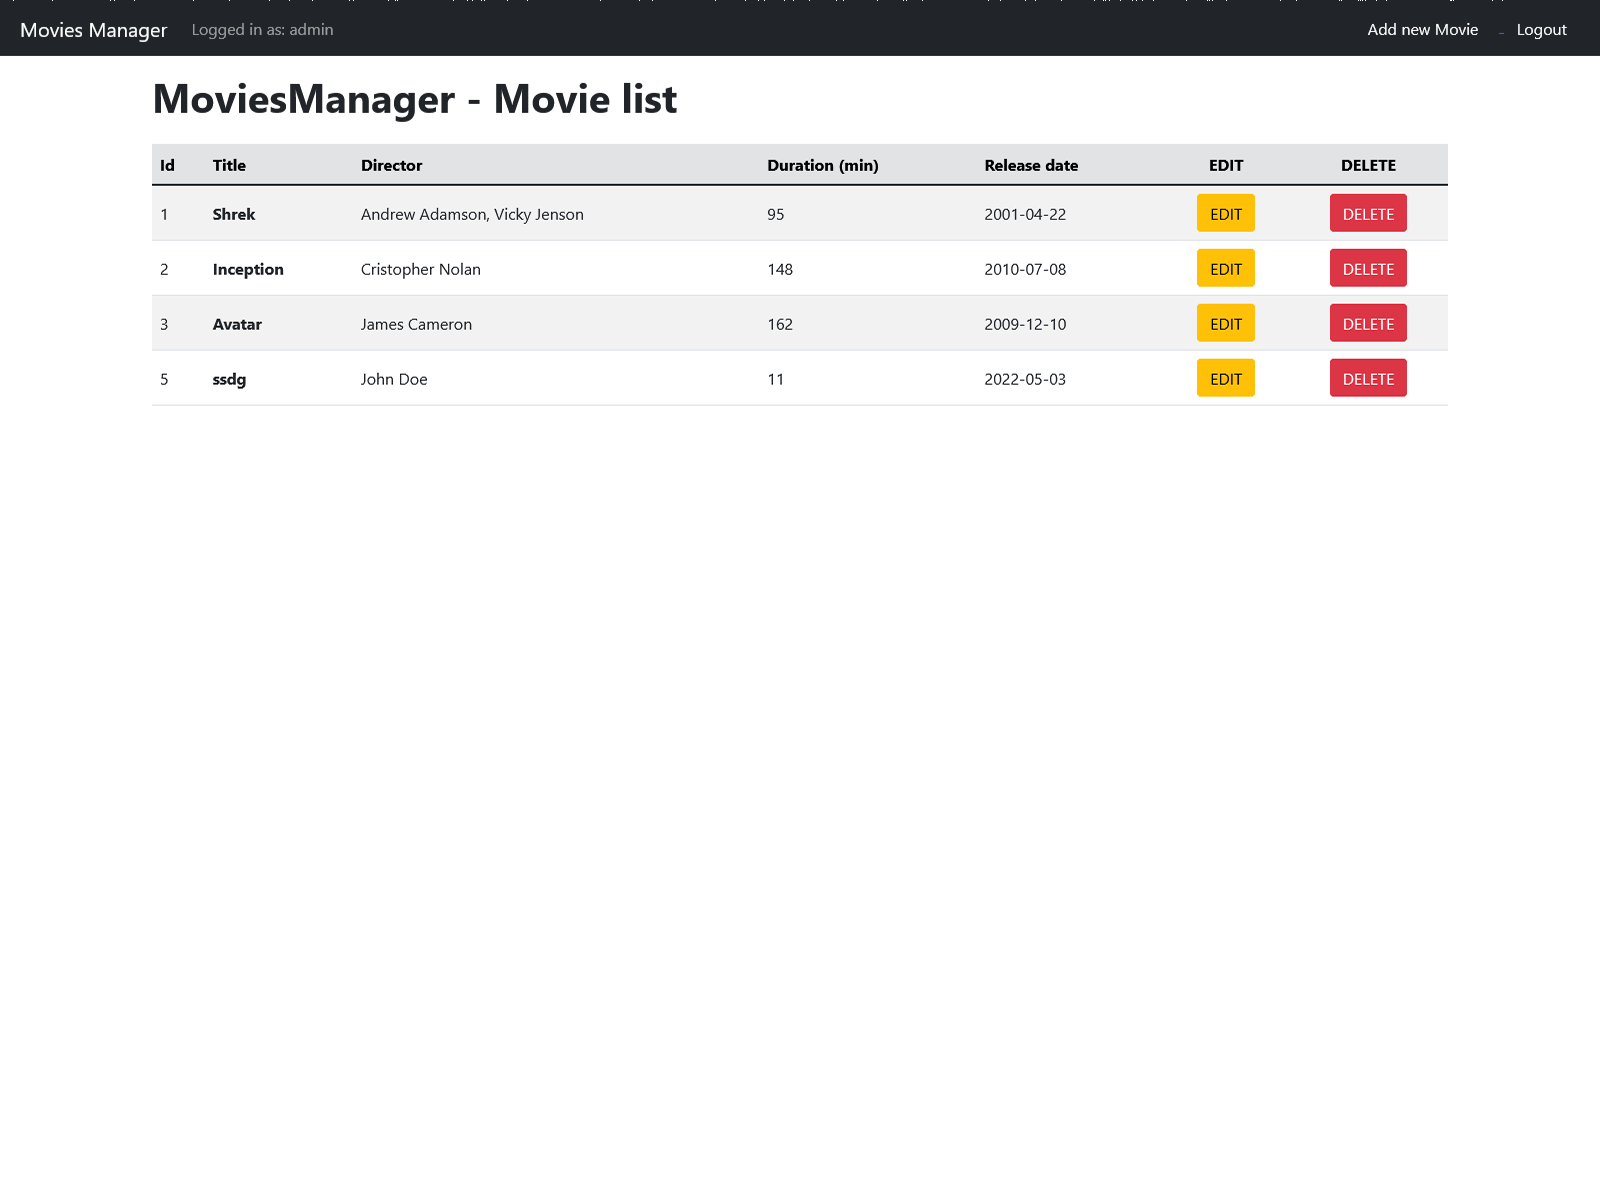 Movies Manager Logged in as: admin Add new Movie _ Logout
MoviesManager - Movie list
Id Title Director Duration (min) Release date EDIT DELETE
1 Shrek Andrew Adamson, Vicky Jenson 95 2001-04-22 EDIT DELETE
2 Inception Cristopher Nolan 148 2010-07-08 EDIT DELETE
3 Avatar James Cameron 162 2009-12-10 EDIT DELETE
5 ssdg John Doe 11 2022-05-03 EDIT DELETE